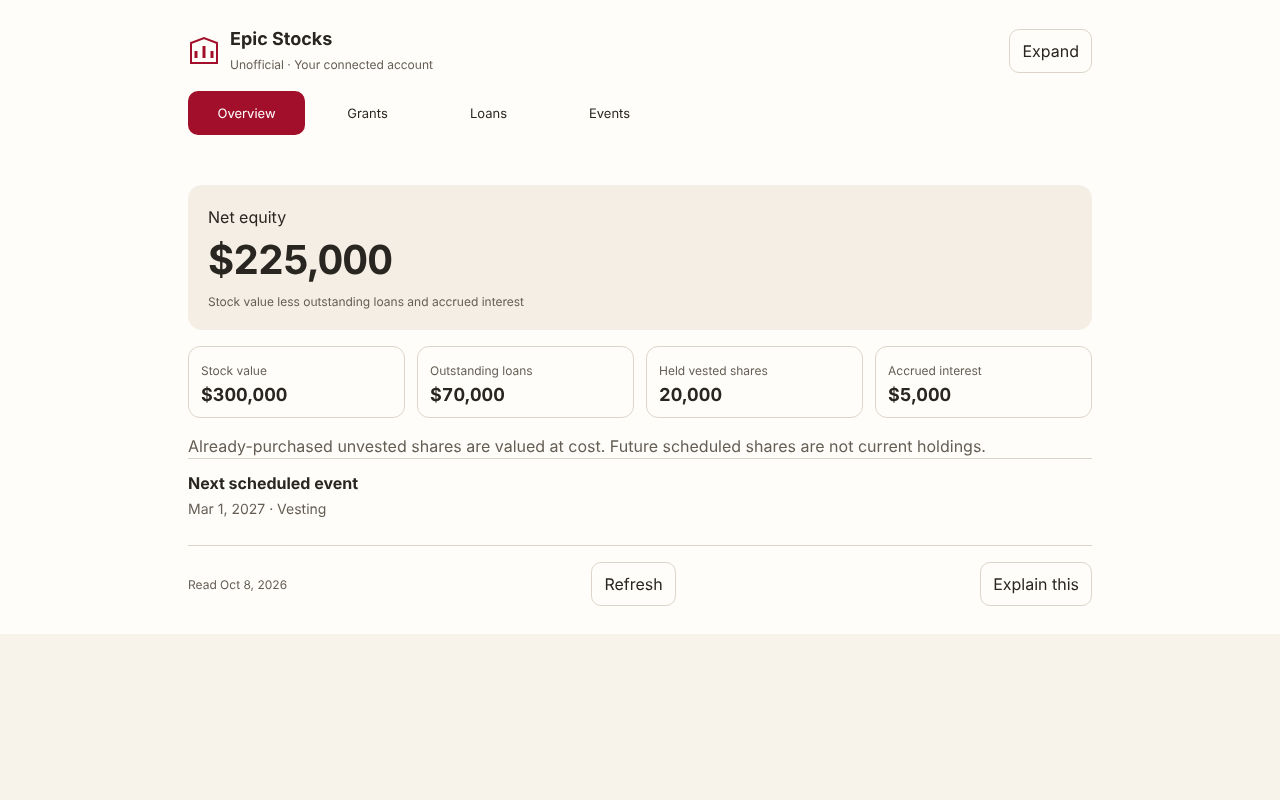 Epic Stocks
Unofficial · Your connected account
Expand
Overview
Grants
Loans
Events
Net equity
$225,000
Stock value less outstanding loans and accrued interest
Stock value
$300,000
Outstanding loans
$70,000
Held vested shares
20,000
Accrued interest
$5,000
Already-purchased unvested shares are valued at cost. Future scheduled shares are not current holdings.
Next scheduled event
Mar 1, 2027 · Vesting
Read Oct 8, 2026
Refresh
Explain this